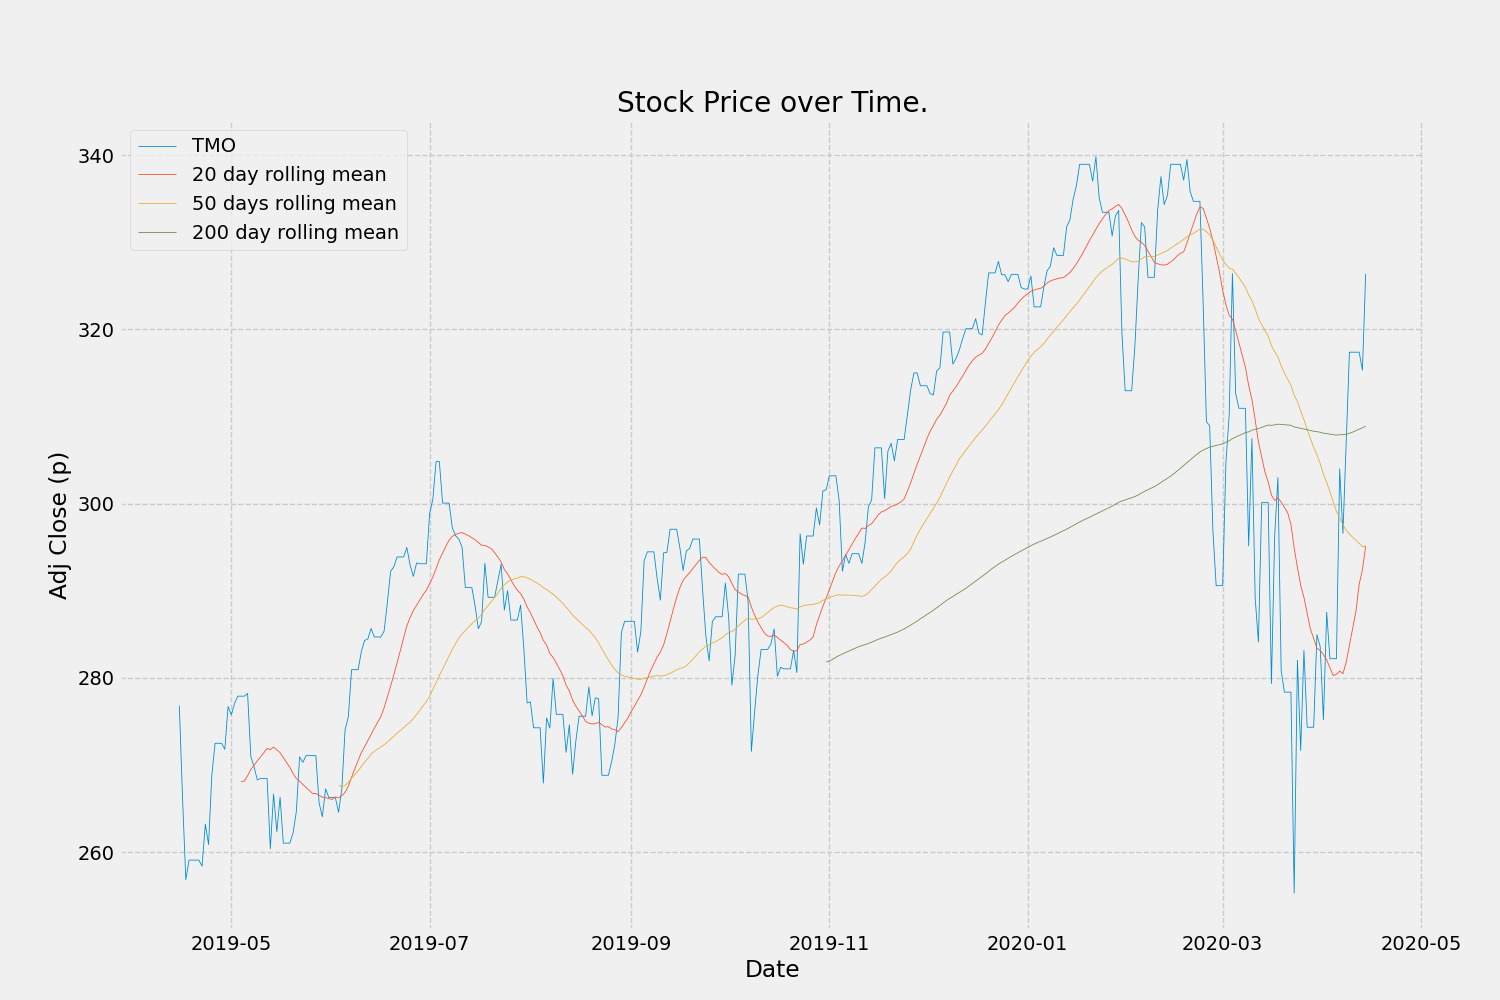 Stock Price over Time.
TMO
20 day rolling mean
50 days rolling mean
200 day rolling mean
340
320
300
280
260
Adj Close (p)
2019-05 2019-07 2019-09 2019-11 2020-01 2020-03 2020-05
Date